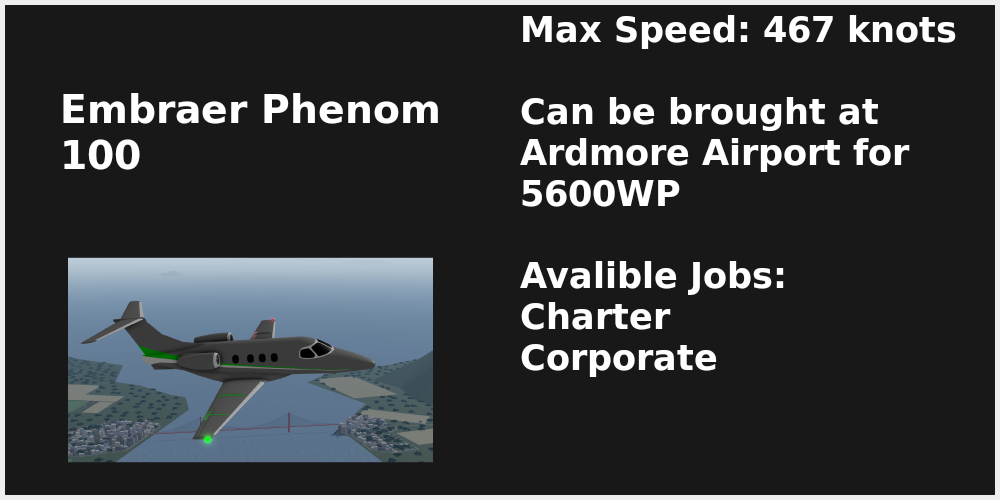 Embraer Phenom
100
Max Speed: 467 knots
Can be brought at
Ardmore Airport for
5600WP
Avalible Jobs:
Charter
Corporate